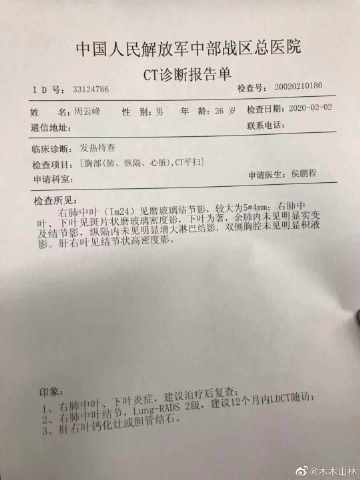 中国人民解放军中部战区总医院
CT诊断报告单
ID号: 33124766 检查号: 20020210180
姓名: 周云峰 性别: 男 年龄: 26岁 检查日期: 2020-02-02
通信地址: 联系电话:
临床诊断: 发热待查
检查项目: [胸部(肺、纵隔、心脏),CT平扫]
申请科室: 申请医生: 侯鹏程
检查所见:
右肺中叶(Im24)见磨玻璃结节影，较大为5*4mm；右肺中
叶、下叶见斑片状磨玻璃密度影，下叶为著，余肺内未见明显实变
及结节影，纵隔内未见明显增大淋巴结影。双侧胸腔未见明显积液
影。肝右叶见结节状高密度影。
印象:
1、右肺中叶、下叶炎症，建议治疗后复查；
2、右肺中叶结节，Lung-RADS 2级，建议12个月内LDCT随访；
3、肝右叶钙化灶或胆管结石。
@木木山林